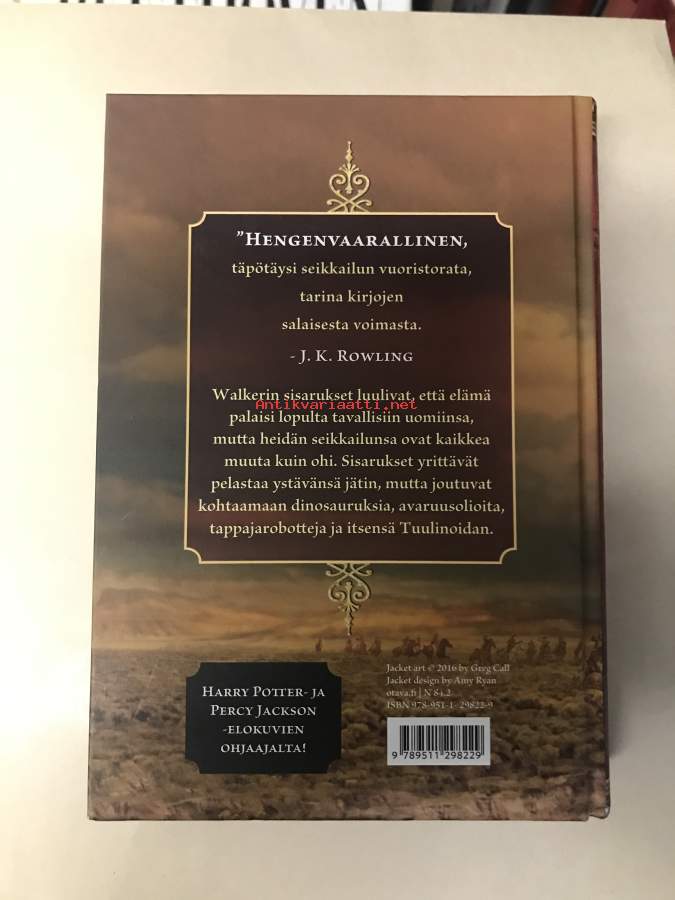 ”HENGENVAARALLINEN,
täpötäysi seikkailun vuoristorata,
tarina kirjojen
salaisesta voimasta.
- J. K. ROWLING
Walkerin sisarukset luulivat, että elämä
Antikvariaatti.net
palaisi lopulta tavallisiin uomiinsa,
mutta heidän seikkailunsa ovat kaikkea
muuta kuin ohi. Sisarukset yrittävät
pelastaa ystävänsä jätin, mutta joutuvat
kohtaamaan dinosauruksia, avaruusolioita,
tappajarobotteja ja itsensä Tuulinoidan.
HARRY POTTER- JA
PERCY JACKSON
-ELOKUVIEN
OHJAAJALTA!
Jacket art © 2016 by Greg Call
Jacket design by Amy Ryan
otava.fi | N 84.2
ISBN 978-951-1- 29822-9
9 789511 298229